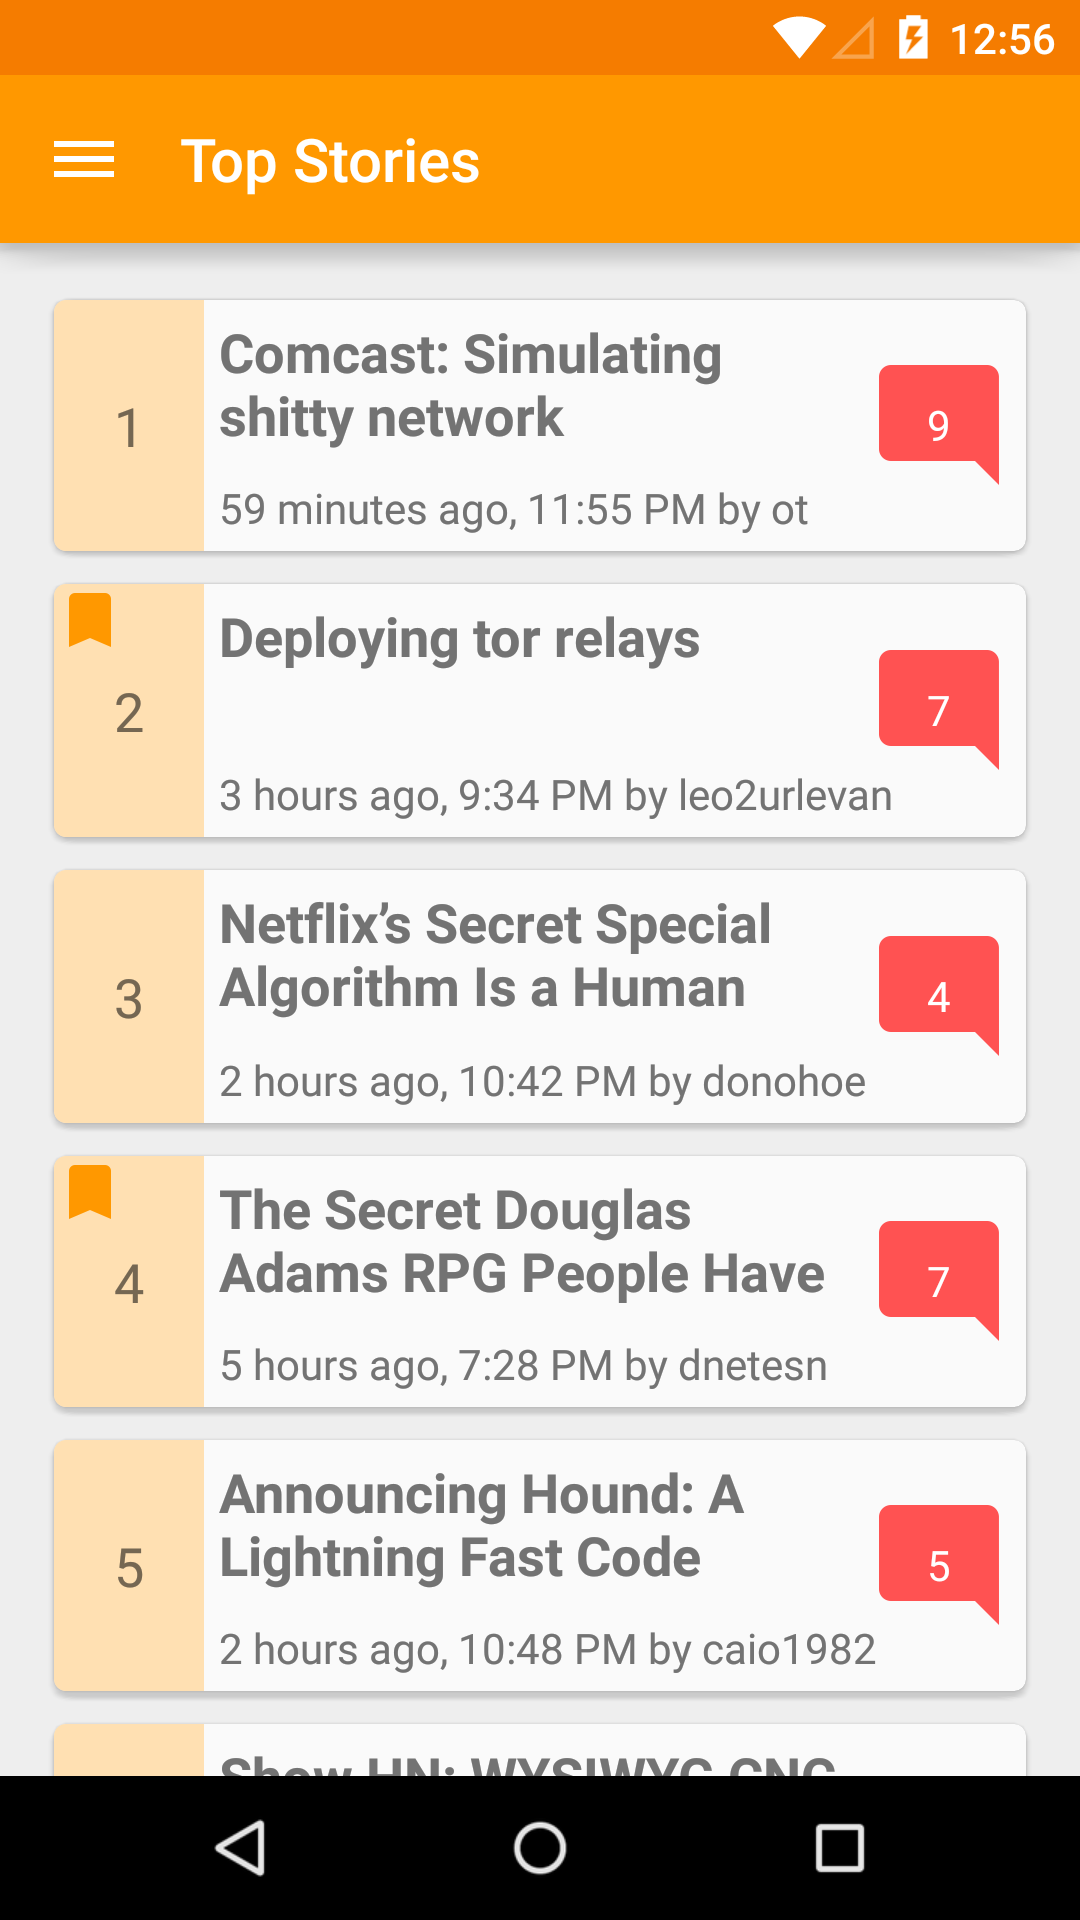 12:56
Top Stories
1
Comcast: Simulating
shitty network
9
59 minutes ago, 11:55 PM by ot
2
Deploying tor relays
7
3 hours ago, 9:34 PM by leo2urlevan
3
Netflix’s Secret Special
Algorithm Is a Human
4
2 hours ago, 10:42 PM by donohoe
4
The Secret Douglas
Adams RPG People Have
7
5 hours ago, 7:28 PM by dnetesn
5
Announcing Hound: A
Lightning Fast Code
5
2 hours ago, 10:48 PM by caio1982
Show HN: WYSIWYG CNC